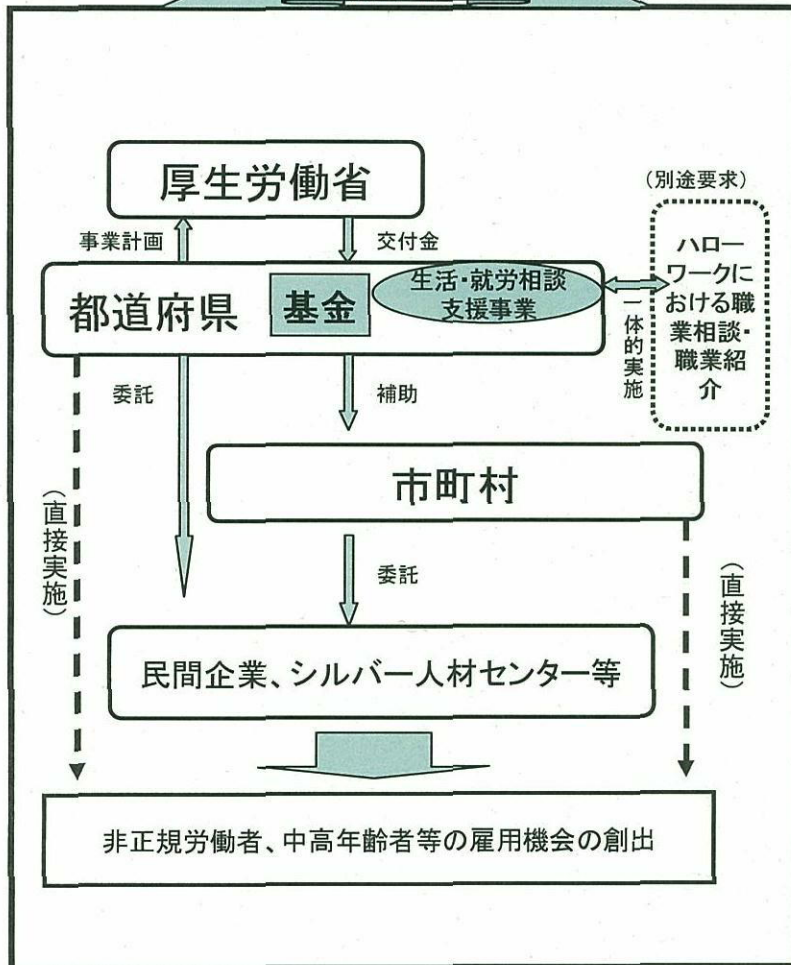 厚生労働省
(別途要求)
事業計画
交付金
都道府県
基金
生活・就労相談
支援事業
一体的実施
ハロー
ワークに
おける職
業相談・
職業紹
介
委託
補助
市町村
(直接実施)
委託
(直接実施)
民間企業、シルバー人材センター等
非正規労働者、中高年齢者等の雇用機会の創出